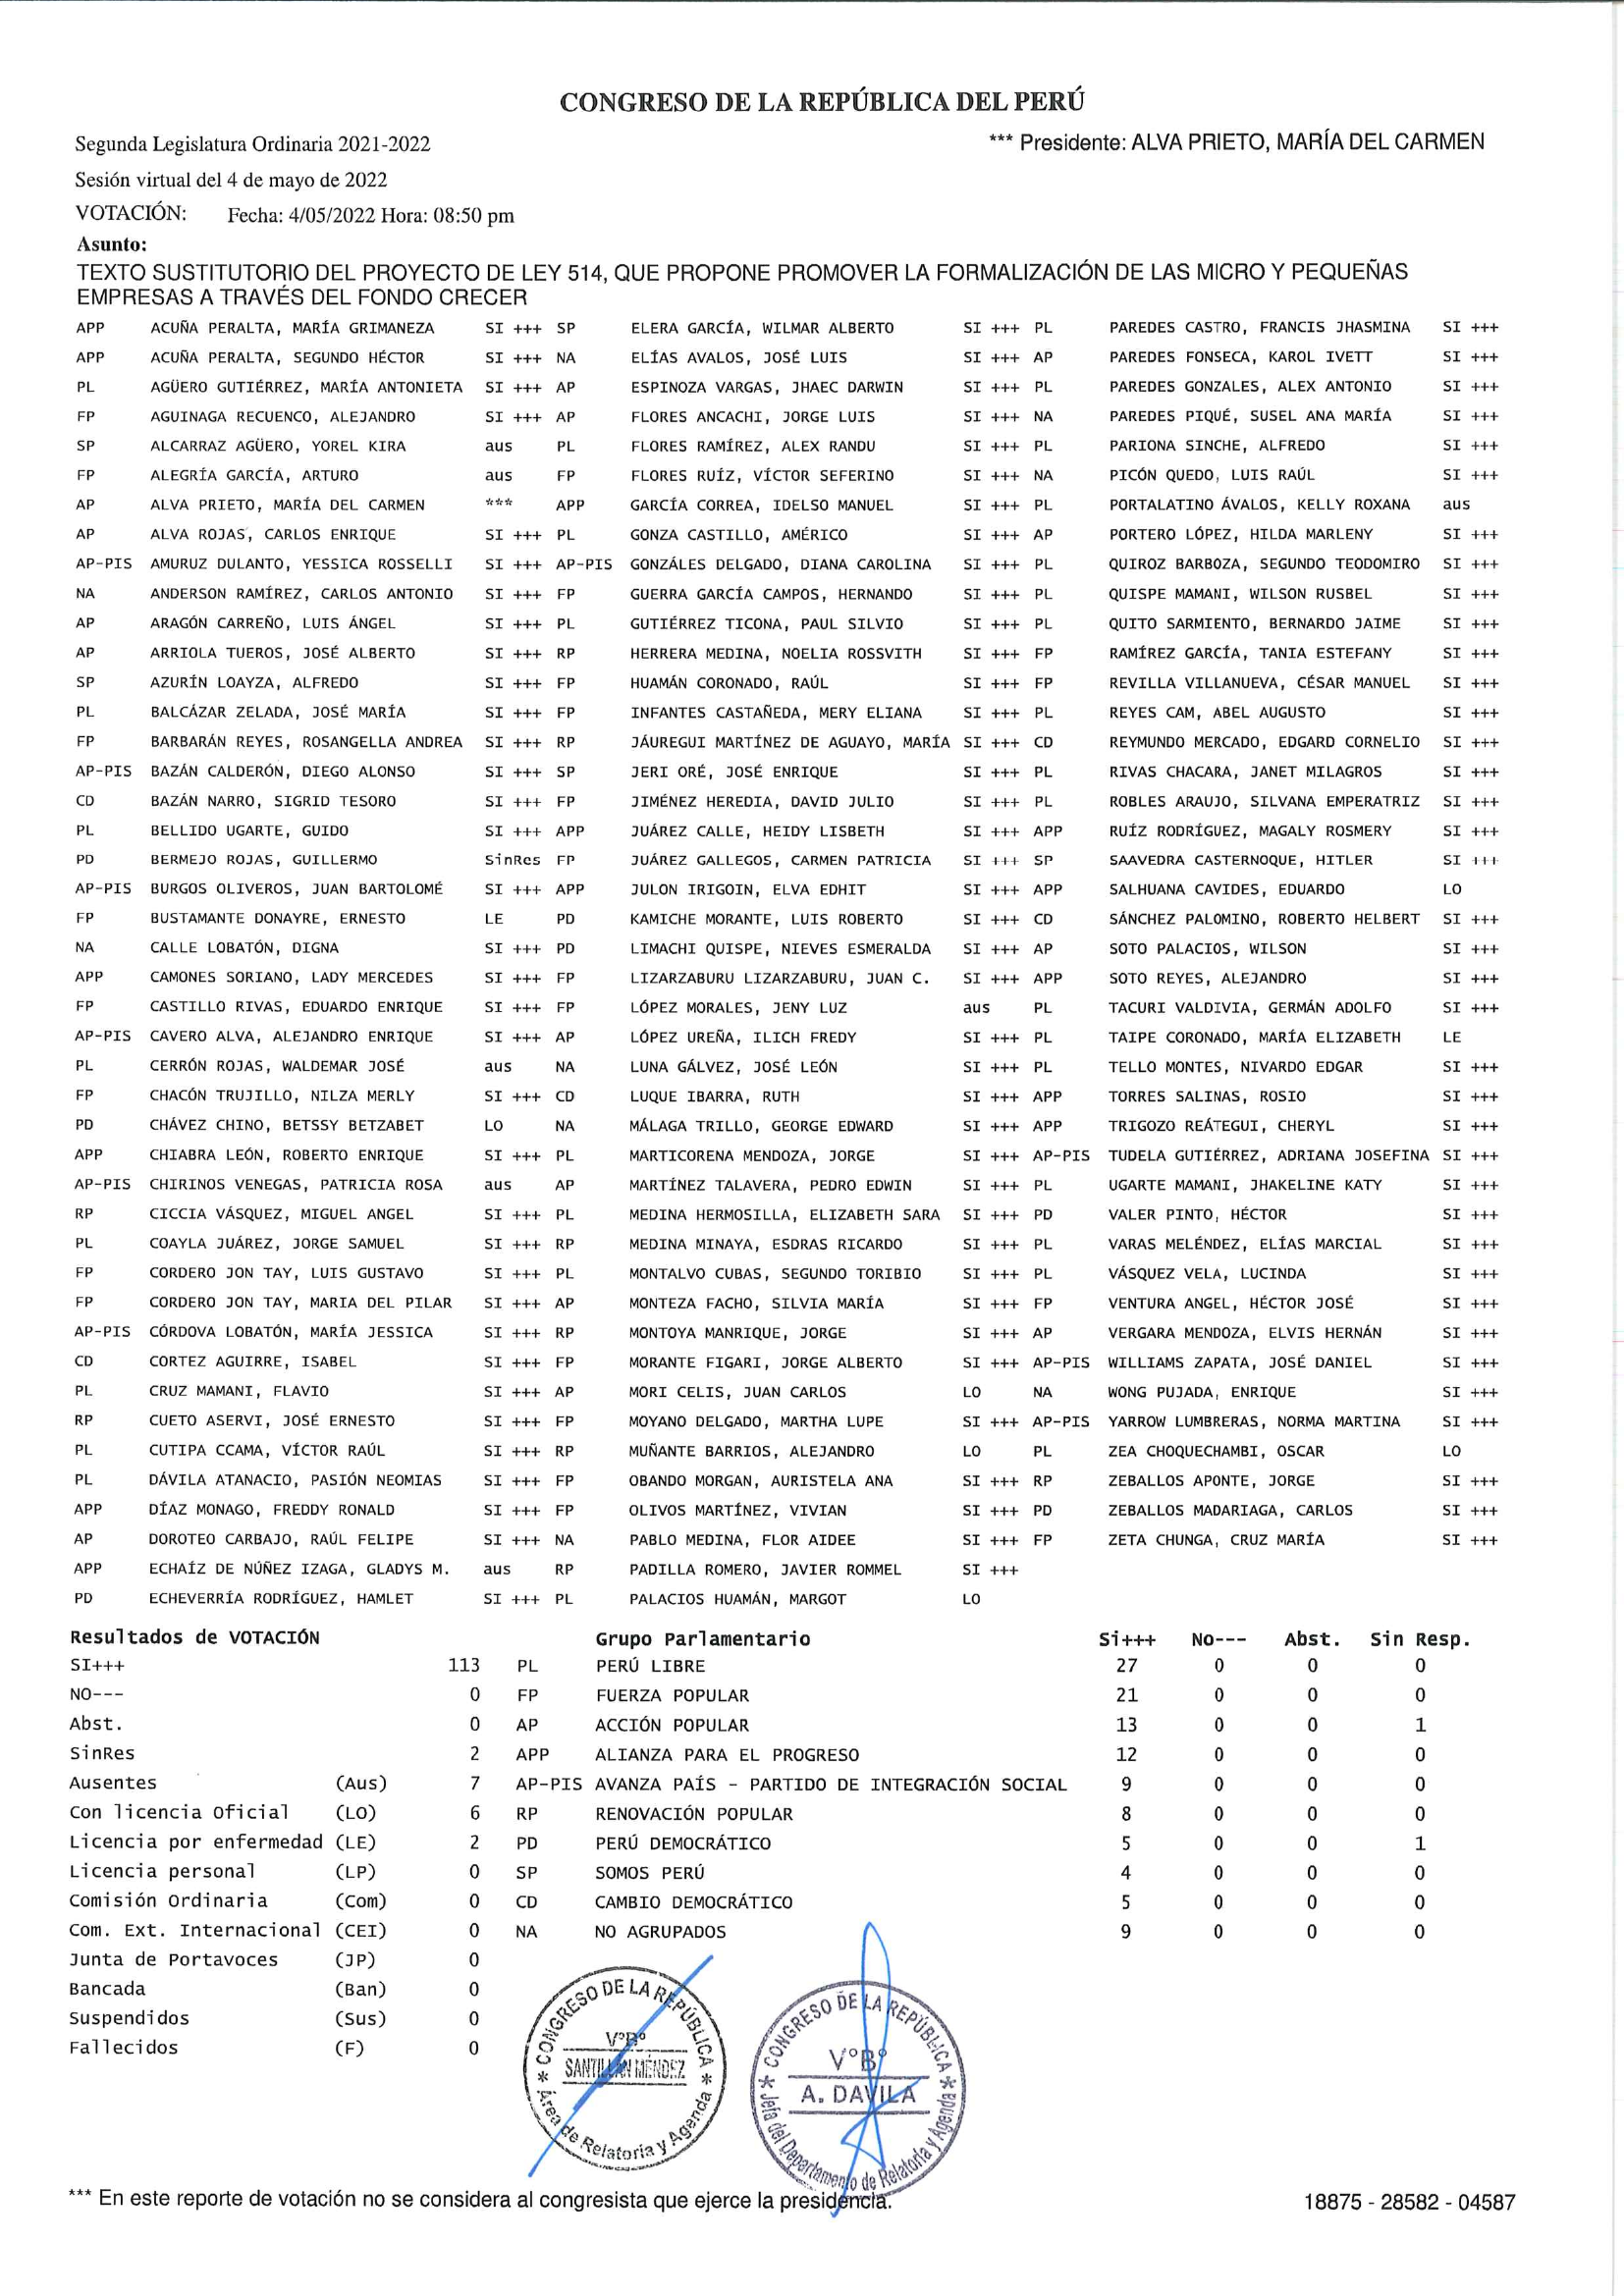 CONGRESO DE LA REPÚBLICA DEL PERÚ
Segunda Legislatura Ordinaria 2021-2022 *** Presidente: ALVA PRIETO, MARÍA DEL CARMEN
Sesión virtual del 4 de mayo de 2022
VOTACIÓN: Fecha: 4/05/2022 Hora: 08:50 pm
Asunto:
TEXTO SUSTITUTORIO DEL PROYECTO DE LEY 514, QUE PROPONE PROMOVER LA FORMALIZACIÓN DE LAS MICRO Y PEQUEÑAS
EMPRESAS A TRAVÉS DEL FONDO CRECER
APP ACUÑA PERALTA, MARÍA GRIMANEZA SI +++ SP ELERA GARCÍA, WILMAR ALBERTO SI +++ PL PAREDES CASTRO, FRANCIS JHASMINA SI +++
APP ACUÑA PERALTA, SEGUNDO HÉCTOR SI +++ NA ELÍAS AVALOS, JOSÉ LUIS SI +++ AP PAREDES FONSECA, KAROL IVETT SI +++
PL AGÜERO GUTIÉRREZ, MARÍA ANTONIETA SI +++ AP ESPINOZA VARGAS, JHAEC DARWIN SI +++ PL PAREDES GONZALES, ALEX ANTONIO SI +++
FP AGUINAGA RECUENCO, ALEJANDRO SI +++ AP FLORES ANCACHI, JORGE LUIS SI +++ NA PAREDES PIQUÉ, SUSEL ANA MARÍA SI +++
SP ALCARRAZ AGÜERO, YOREL KIRA aus PL FLORES RAMÍREZ, ALEX RANDU SI +++ PL PARIONA SINCHE, ALFREDO SI +++
FP ALEGRÍA GARCÍA, ARTURO aus FP FLORES RUÍZ, VÍCTOR SEFERINO SI +++ NA PICÓN QUEDO, LUIS RAÚL SI +++
AP ALVA PRIETO, MARÍA DEL CARMEN *** APP GARCÍA CORREA, IDELSO MANUEL SI +++ PL PORTALATINO ÁVALOS, KELLY ROXANA aus
AP ALVA ROJAS, CARLOS ENRIQUE SI +++ PL GONZA CASTILLO, AMÉRICO SI +++ AP PORTERO LÓPEZ, HILDA MARLENY SI +++
AP-PIS AMURUZ DULANTO, YESSICA ROSSELLI SI +++ AP-PIS GONZÁLES DELGADO, DIANA CAROLINA SI +++ PL QUIROZ BARBOZA, SEGUNDO TEODOMIRO SI +++
NA ANDERSON RAMÍREZ, CARLOS ANTONIO SI +++ FP GUERRA GARCÍA CAMPOS, HERNANDO SI +++ PL QUISPE MAMANI, WILSON RUSBEL SI +++
AP ARAGÓN CARREÑO, LUIS ÁNGEL SI +++ PL GUTIÉRREZ TICONA, PAUL SILVIO SI +++ PL QUITO SARMIENTO, BERNARDO JAIME SI +++
AP ARRIOLA TUEROS, JOSÉ ALBERTO SI +++ RP HERRERA MEDINA, NOELIA ROSSVITH SI +++ FP RAMÍREZ GARCÍA, TANIA ESTEFANY SI +++
SP AZURÍN LOAYZA, ALFREDO SI +++ FP HUAMÁN CORONADO, RAÚL SI +++ FP REVILLA VILLANUEVA, CÉSAR MANUEL SI +++
PL BALCÁZAR ZELADA, JOSÉ MARÍA SI +++ FP INFANTES CASTAÑEDA, MERY ELIANA SI +++ PL REYES CAM, ABEL AUGUSTO SI +++
FP BARBARÁN REYES, ROSANGELLA ANDREA SI +++ RP JÁUREGUI MARTÍNEZ DE AGUAYO, MARÍA SI +++ CD REYMUNDO MERCADO, EDGARD CORNELIO SI +++
AP-PIS BAZÁN CALDERÓN, DIEGO ALONSO SI +++ SP JERI ORÉ, JOSÉ ENRIQUE SI +++ PL RIVAS CHACARA, JANET MILAGROS SI +++
CD BAZÁN NARRO, SIGRID TESORO SI +++ FP JIMÉNEZ HEREDIA, DAVID JULIO SI +++ PL ROBLES ARAUJO, SILVANA EMPERATRIZ SI +++
PL BELLIDO UGARTE, GUIDO SI +++ APP JUÁREZ CALLE, HEIDY LISBETH SI +++ APP RUÍZ RODRÍGUEZ, MAGALY ROSMERY SI +++
PD BERMEJO ROJAS, GUILLERMO SinRes FP JUÁREZ GALLEGOS, CARMEN PATRICIA SI +++ SP SAAVEDRA CASTERNOQUE, HITLER SI +++
AP-PIS BURGOS OLIVEROS, JUAN BARTOLOMÉ SI +++ APP JULON IRIGOIN, ELVA EDHIT SI +++ APP SALHUANA CAVIDES, EDUARDO LO
FP BUSTAMANTE DONAYRE, ERNESTO LE PD KAMICHE MORANTE, LUIS ROBERTO SI +++ CD SÁNCHEZ PALOMINO, ROBERTO HELBERT SI +++
NA CALLE LOBATÓN, DIGNA SI +++ PD LIMACHI QUISPE, NIEVES ESMERALDA SI +++ AP SOTO PALACIOS, WILSON SI +++
APP CAMONES SORIANO, LADY MERCEDES SI +++ FP LIZARZABURU LIZARZABURU, JUAN C. SI +++ APP SOTO REYES, ALEJANDRO SI +++
FP CASTILLO RIVAS, EDUARDO ENRIQUE SI +++ FP LÓPEZ MORALES, JENY LUZ aus PL TACURI VALDIVIA, GERMÁN ADOLFO SI +++
AP-PIS CAVERO ALVA, ALEJANDRO ENRIQUE SI +++ AP LÓPEZ UREÑA, ILICH FREDY SI +++ PL TAIPE CORONADO, MARÍA ELIZABETH LE
PL CERRÓN ROJAS, WALDEMAR JOSÉ aus NA LUNA GÁLVEZ, JOSÉ LEÓN SI +++ PL TELLO MONTES, NIVARDO EDGAR SI +++
FP CHACÓN TRUJILLO, NILZA MERLY SI +++ CD LUQUE IBARRA, RUTH SI +++ APP TORRES SALINAS, ROSIO SI +++
PD CHÁVEZ CHINO, BETSSY BETZABET LO NA MÁLAGA TRILLO, GEORGE EDWARD SI +++ APP TRIGOZO REÁTEGUI, CHERYL SI +++
APP CHIABRA LEÓN, ROBERTO ENRIQUE SI +++ PL MARTICORENA MENDOZA, JORGE SI +++ AP-PIS TUDELA GUTIÉRREZ, ADRIANA JOSEFINA SI +++
AP-PIS CHIRINOS VENEGAS, PATRICIA ROSA aus AP MARTÍNEZ TALAVERA, PEDRO EDWIN SI +++ PL UGARTE MAMANI, JHAKELINE KATY SI +++
RP CICCIA VÁSQUEZ, MIGUEL ANGEL SI +++ PL MEDINA HERMOSILLA, ELIZABETH SARA SI +++ PD VALER PINTO, HÉCTOR SI +++
PL COAYLA JUÁREZ, JORGE SAMUEL SI +++ RP MEDINA MINAYA, ESDRAS RICARDO SI +++ PL VARAS MELÉNDEZ, ELÍAS MARCIAL SI +++
FP CORDERO JON TAY, LUIS GUSTAVO SI +++ PL MONTALVO CUBAS, SEGUNDO TORIBIO SI +++ PL VÁSQUEZ VELA, LUCINDA SI +++
FP CORDERO JON TAY, MARIA DEL PILAR SI +++ AP MONTEZA FACHO, SILVIA MARÍA SI +++ FP VENTURA ANGEL, HÉCTOR JOSÉ SI +++
AP-PIS CÓRDOVA LOBATÓN, MARÍA JESSICA SI +++ RP MONTOYA MANRIQUE, JORGE SI +++ AP VERGARA MENDOZA, ELVIS HERNÁN SI +++
CD CORTEZ AGUIRRE, ISABEL SI +++ FP MORANTE FIGARI, JORGE ALBERTO SI +++ AP-PIS WILLIAMS ZAPATA, JOSÉ DANIEL SI +++
PL CRUZ MAMANI, FLAVIO SI +++ AP MORI CELIS, JUAN CARLOS LO NA WONG PUJADA, ENRIQUE SI +++
RP CUETO ASERVI, JOSÉ ERNESTO SI +++ FP MOYANO DELGADO, MARTHA LUPE SI +++ AP-PIS YARROW LUMBRERAS, NORMA MARTINA SI +++
PL CUTIPA CCAMA, VÍCTOR RAÚL SI +++ RP MUÑANTE BARRIOS, ALEJANDRO LO PL ZEA CHOQUECHAMBI, OSCAR LO
PL DÁVILA ATANACIO, PASIÓN NEOMIAS SI +++ FP OBANDO MORGAN, AURISTELA ANA SI +++ RP ZEBALLOS APONTE, JORGE SI +++
APP DÍAZ MONAGO, FREDDY RONALD SI +++ FP OLIVOS MARTÍNEZ, VIVIAN SI +++ PD ZEBALLOS MADARIAGA, CARLOS SI +++
AP DOROTEO CARBAJO, RAÚL FELIPE SI +++ NA PABLO MEDINA, FLOR AIDEE SI +++ FP ZETA CHUNGA, CRUZ MARÍA SI +++
APP ECHAÍZ DE NÚÑEZ IZAGA, GLADYS M. aus RP PADILLA ROMERO, JAVIER ROMMEL SI +++
PD ECHEVERRÍA RODRÍGUEZ, HAMLET SI +++ PL PALACIOS HUAMÁN, MARGOT LO
Resultados de VOTACIÓN Grupo Parlamentario Si+++ No--- Abst. Sin Resp.
SI+++ 113 PL PERÚ LIBRE 27 0 0 0
NO--- 0 FP FUERZA POPULAR 21 0 0 0
Abst. 0 AP ACCIÓN POPULAR 13 0 0 1
SinRes 2 APP ALIANZA PARA EL PROGRESO 12 0 0 0
Ausentes (Aus) 7 AP-PIS AVANZA PAÍS - PARTIDO DE INTEGRACIÓN SOCIAL 9 0 0 0
Con licencia Oficial (LO) 6 RP RENOVACIÓN POPULAR 8 0 0 0
Licencia por enfermedad (LE) 2 PD PERÚ DEMOCRÁTICO 5 0 0 1
Licencia personal (LP) 0 SP SOMOS PERÚ 4 0 0 0
Comisión Ordinaria (Com) 0 CD CAMBIO DEMOCRÁTICO 5 0 0 0
Com. Ext. Internacional (CEI) 0 NA NO AGRUPADOS 9 0 0 0
Junta de Portavoces (JP) 0
Bancada (Ban) 0
Suspendidos (Sus) 0
Fallecidos (F) 0
CONGRESO DE LA REPÚBLICA
V°B°
SANTILLÁN MÉNDEZ
Área de Relatoría y Agenda
CONGRESO DE LA REPÚBLICA
V°B°
A. DAVILA
Jefa del Departamento de Relatoría y Agenda
*** En este reporte de votación no se considera al congresista que ejerce la presidencia. 18875 - 28582 - 04587